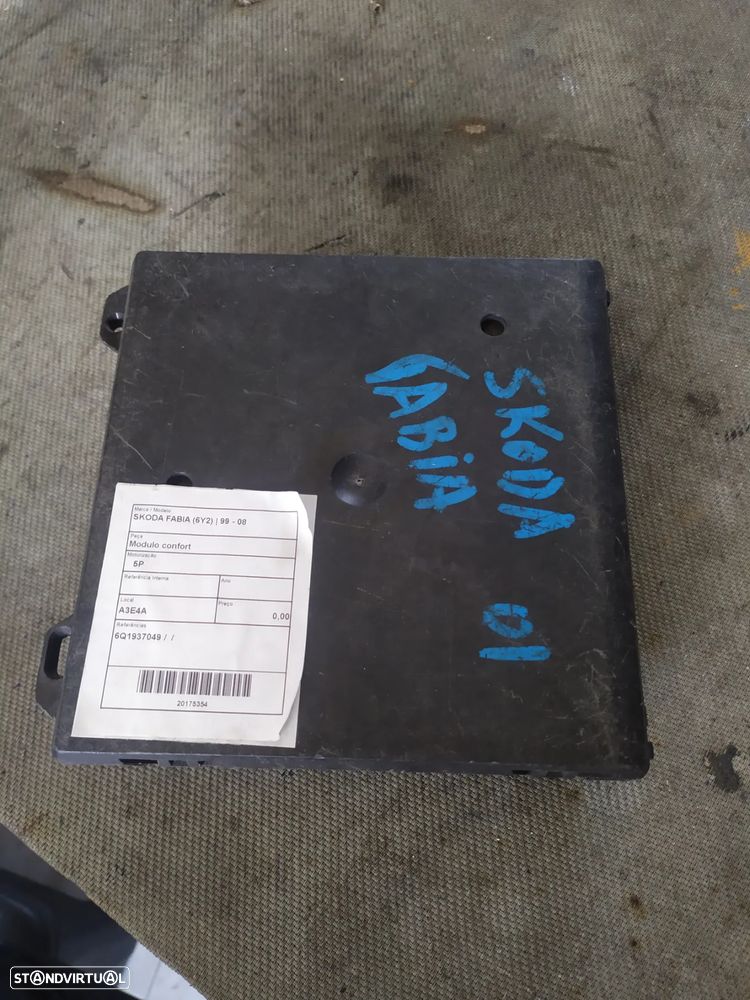 SKODA
fABiA
01
Marca / Modelo
SKODA FABIA (6Y2) | 99 - 08
Peça
Modulo confort
Motorização
5P
Referência Interna
Ano
Local
A3E4A
Preço
0,00
Referências
6Q1937049 / /
20175354
STANDVIRTUAL